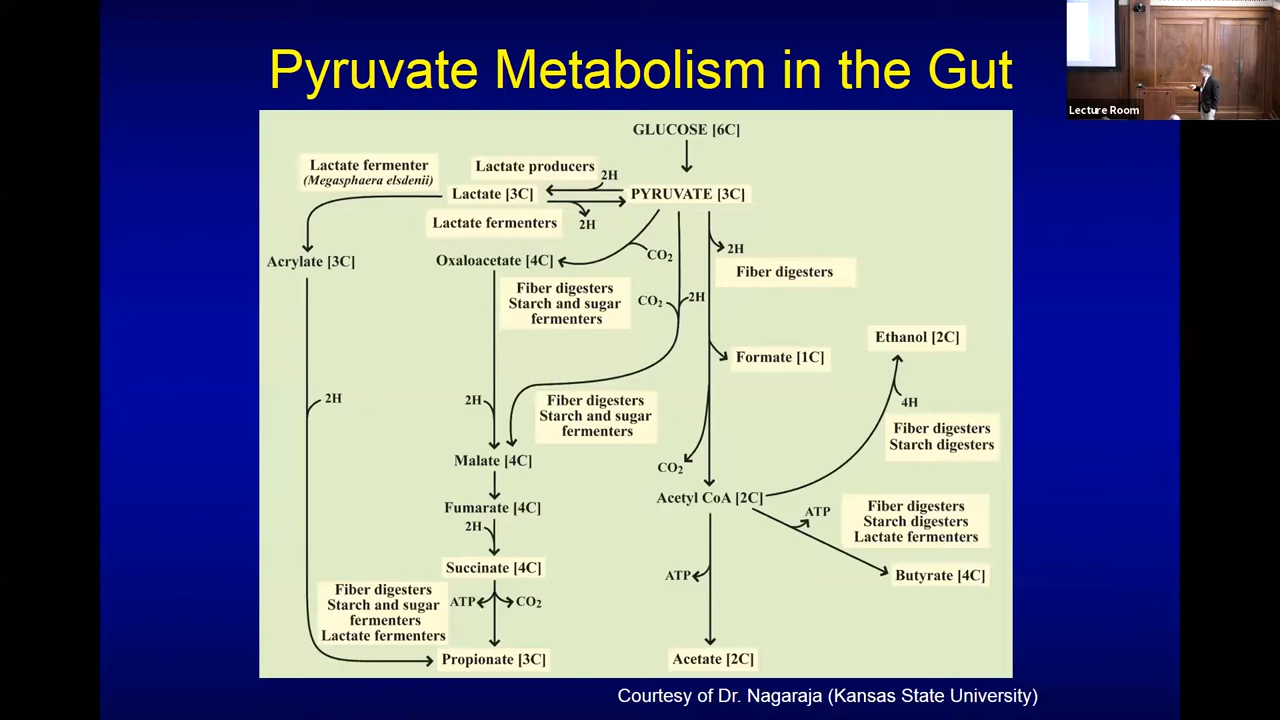 Pyruvate Metabolism in the Gut
Lecture Room
GLUCOSE [6C]
Lactate fermenter
(Megasphaera elsdenii)
Lactate producers
2H
Lactate [3C]
PYRUVATE [3C]
Lactate fermenters
2H
2H
Acrylate [3C]
Oxaloacetate [4C]
CO2
Fiber digesters
Fiber digesters
Starch and sugar
fermenters
CO2
2H
Ethanol [2C]
Formate [1C]
2H
2H
Fiber digesters
Starch and sugar
fermenters
4H
Fiber digesters
Starch digesters
Malate [4C]
CO2
Acetyl CoA [2C]
Fumarate [4C]
ATP
Fiber digesters
Starch digesters
Lactate fermenters
2H
Succinate [4C]
ATP
Butyrate [4C]
Fiber digesters
Starch and sugar
fermenters
Lactate fermenters
ATP
CO2
Propionate [3C]
Acetate [2C]
Courtesy of Dr. Nagaraja (Kansas State University)